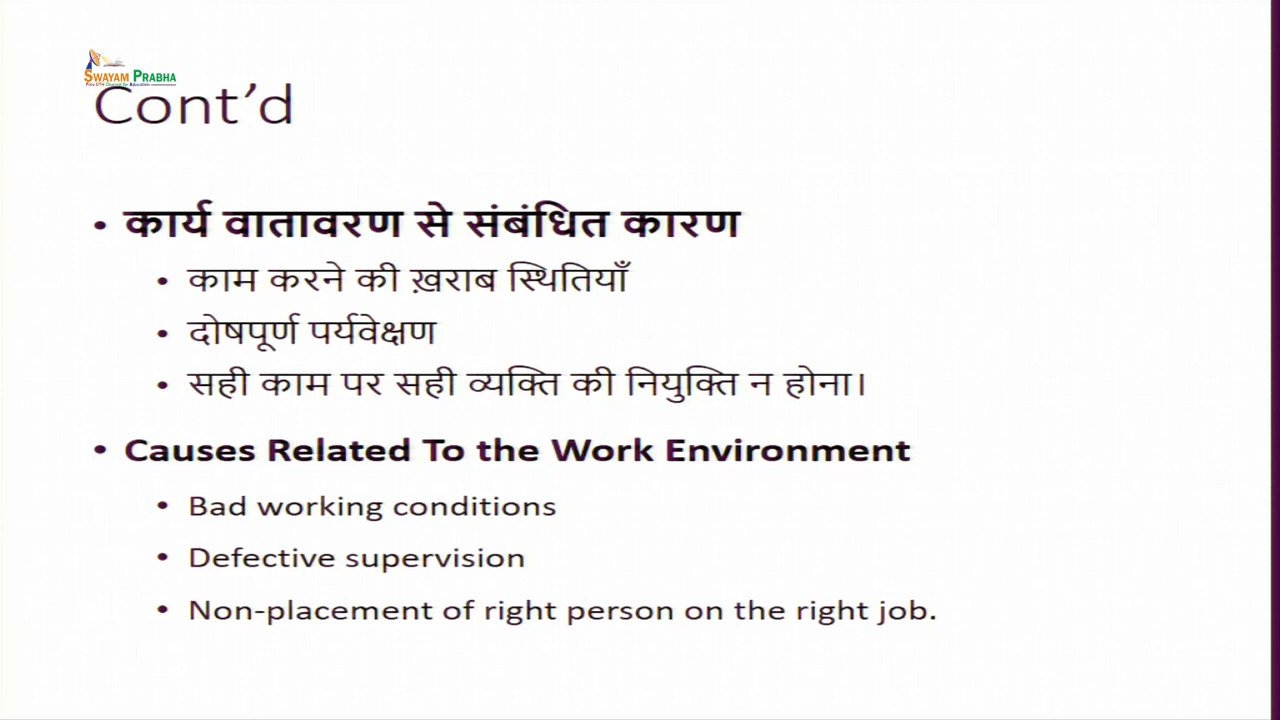 SWAYAM PRABHA
Cont'd
• कार्य वातावरण से संबंधित कारण
• काम करने की ख़राब स्थितियाँ
• दोषपूर्ण पर्यवेक्षण
• सही काम पर सही व्यक्ति की नियुक्ति न होना।
• Causes Related To the Work Environment
• Bad working conditions
• Defective supervision
• Non-placement of right person on the right job.